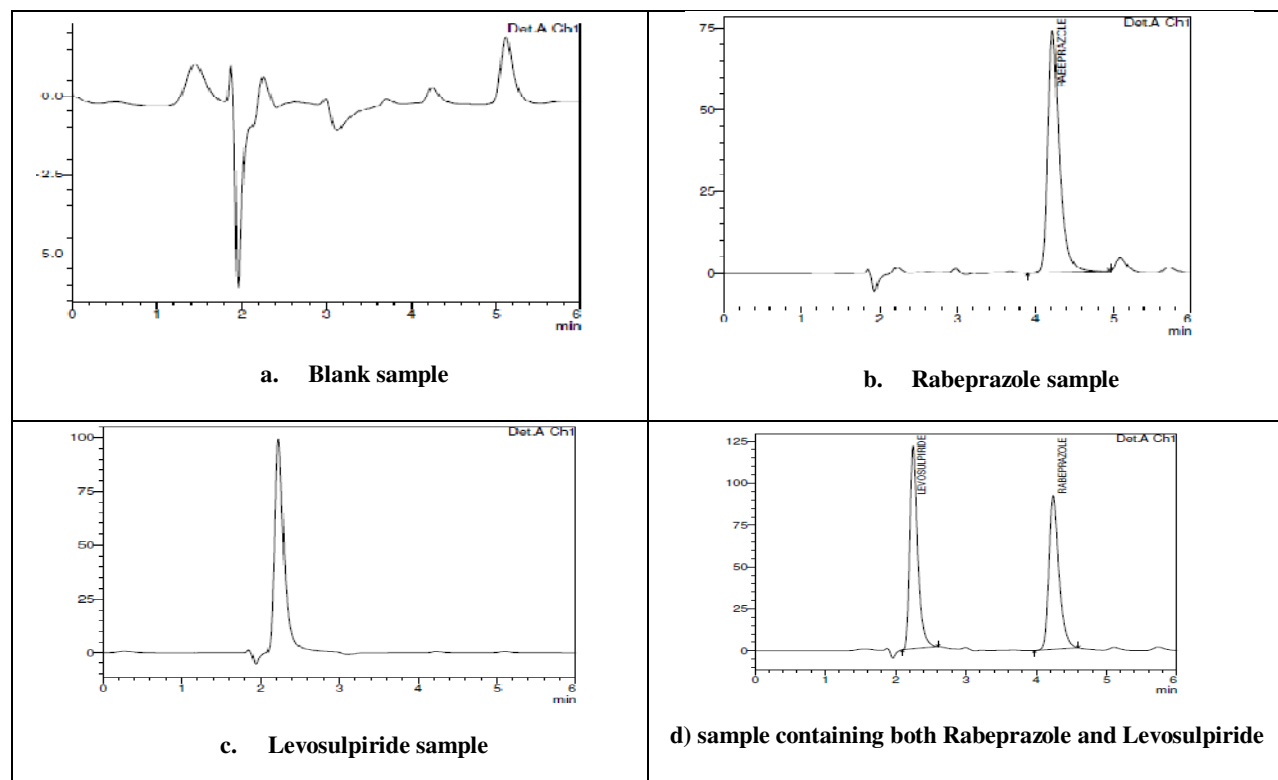 Det.A Ch1
0.0
-2.5
5.0
0 1 2 3 4 5 6
min
a. Blank sample
Det.A Ch1
75
RABEPRAZOLE
50
25
0
0 1 2 3 4 5 6
min
b. Rabeprazole sample
Det.A Ch1
100
75
50
25
0
0 1 2 3 4 5 6
min
c. Levosulpiride sample
Det.A Ch1
125
LEVOSULPIRIDE
RABEPRAZOLE
100
75
50
25
0
0 1 2 3 4 5 6
min
d) sample containing both Rabeprazole and Levosulpiride